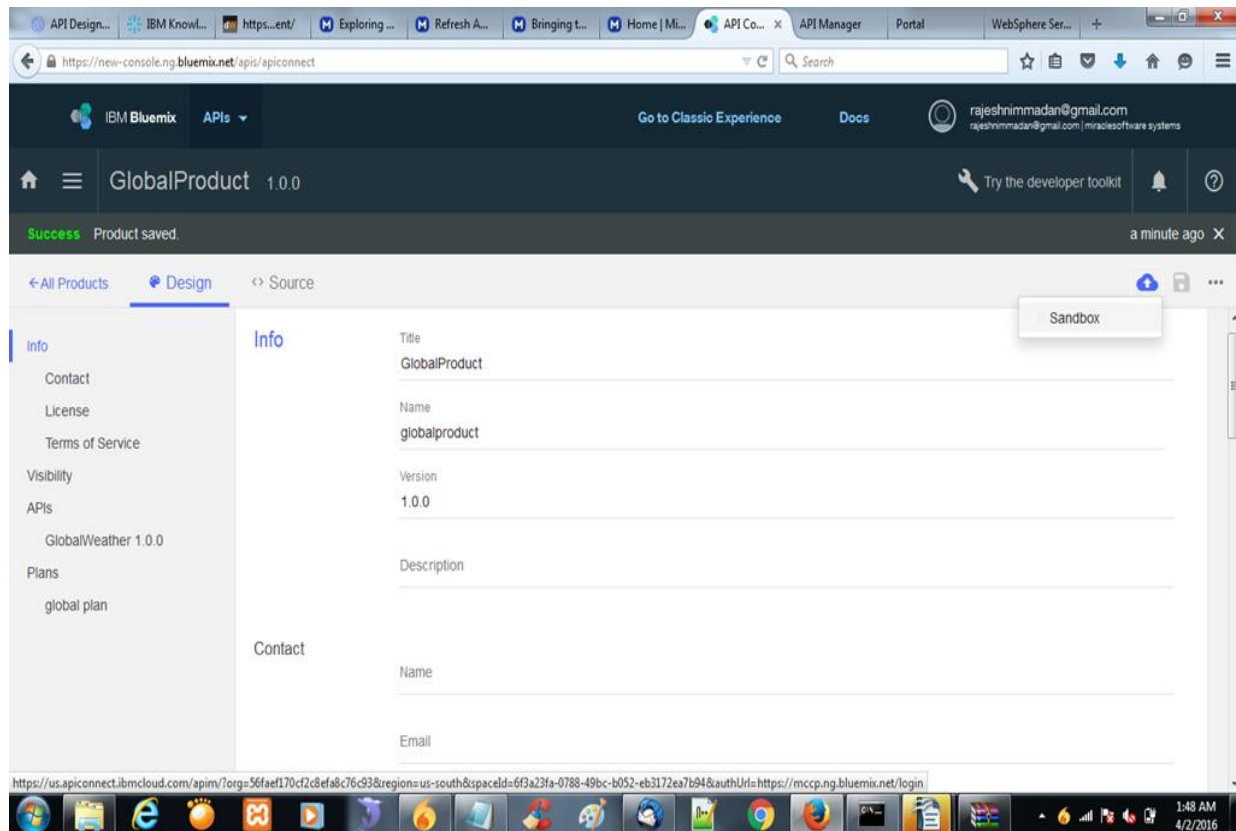 API Design...
IBM Knowl...
https...ent/
Exploring ...
Refresh A...
Bringing t...
Home | Mi...
API Co... x
API Manager
Portal
WebSphere Ser...
https://new-console.ng.bluemix.net/apis/apiconnect
Search
IBM Bluemix
APIs
Go to Classic Experience
Docs
rajeshnimmadan@gmail.com
rajeshnimmadan@gmail.com | miraclesoftware systems
GlobalProduct 1.0.0
Try the developer toolkit
Success Product saved.
a minute ago X
All Products
Design
Source
Sandbox
Info
Contact
License
Terms of Service
Visibility
APIs
GlobalWeather 1.0.0
Plans
global plan
Info
Title
GlobalProduct
Name
globalproduct
Version
1.0.0
Description
Contact
Name
Email
https://us.apiconnect.ibmcloud.com/apim/?org=56faef170cf2c8efa8c76c93&region=us-south&spaceId=6f3a23fa-0788-49bc-b052-eb3172ea7b94&authUrl=https://mccp.ng.bluemix.net/login
1:48 AM
4/2/2016